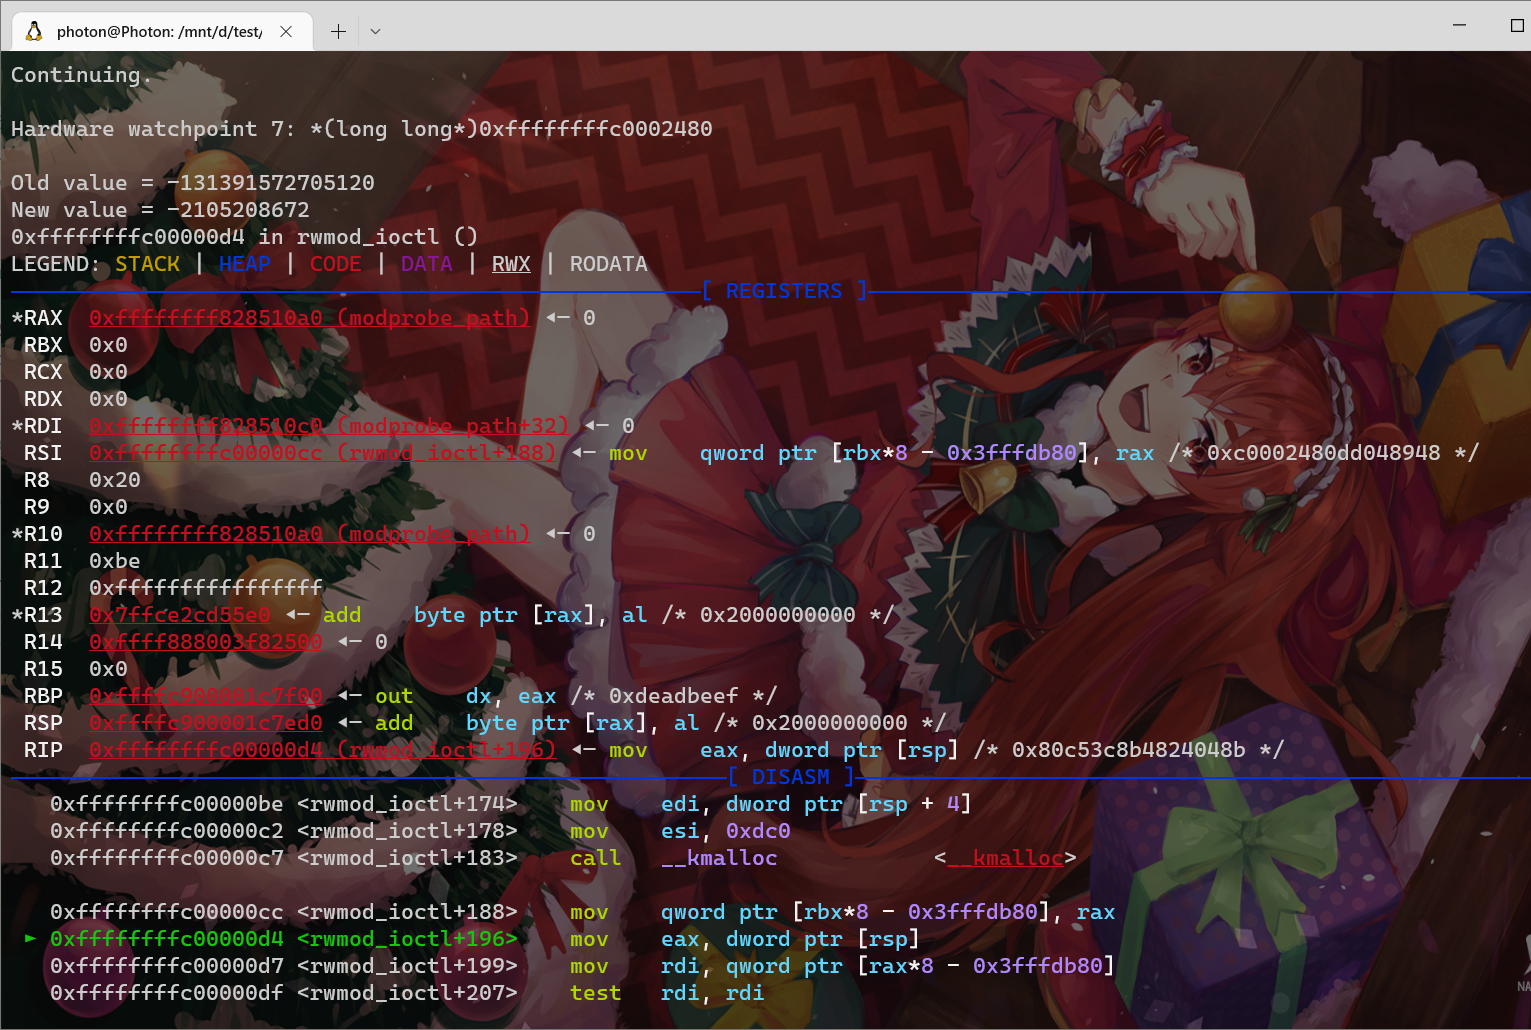 photon@Photon: /mnt/d/test/
Continuing.
Hardware watchpoint 7: *(long long*)0xffffffffc0002480
Old value = -131391572705120
New value = -2105208672
0xffffffffc00000d4 in rwmod_ioctl ()
LEGEND: STACK | HEAP | CODE | DATA | RWX | RODATA
[ REGISTERS ]
*RAX 0xffffffff828510a0 (modprobe_path) ◂— 0
RBX 0x0
RCX 0x0
RDX 0x0
*RDI 0xffffffff828510c0 (modprobe_path+32) ◂— 0
RSI 0xffffffffc00000cc (rwmod_ioctl+188) ◂— mov qword ptr [rbx*8 - 0x3fffdb80], rax /* 0xc0002480dd048948 */
R8 0x20
R9 0x0
*R10 0xffffffff828510a0 (modprobe_path) ◂— 0
R11 0xbe
R12 0xffffffffffffffff
*R13 0x7ffce2cd55e0 ◂— add byte ptr [rax], al /* 0x2000000000 */
R14 0xffff888003f82500 ◂— 0
R15 0x0
RBP 0xffffc900001c7f00 ◂— out dx, eax /* 0xdeadbeef */
RSP 0xffffc900001c7ed0 ◂— add byte ptr [rax], al /* 0x2000000000 */
RIP 0xffffffffc00000d4 (rwmod_ioctl+196) ◂— mov eax, dword ptr [rsp] /* 0x80c53c8b4824048b */
[ DISASM ]
0xffffffffc00000be <rwmod_ioctl+174> mov edi, dword ptr [rsp + 4]
0xffffffffc00000c2 <rwmod_ioctl+178> mov esi, 0xdc0
0xffffffffc00000c7 <rwmod_ioctl+183> call __kmalloc <__kmalloc>
0xffffffffc00000cc <rwmod_ioctl+188> mov qword ptr [rbx*8 - 0x3fffdb80], rax
► 0xffffffffc00000d4 <rwmod_ioctl+196> mov eax, dword ptr [rsp]
0xffffffffc00000d7 <rwmod_ioctl+199> mov rdi, qword ptr [rax*8 - 0x3fffdb80]
0xffffffffc00000df <rwmod_ioctl+207> test rdi, rdi